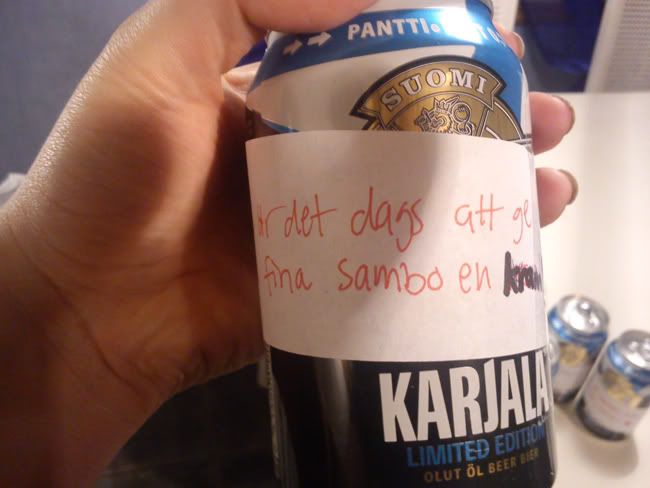 PANTTI
SUOMI
det dags att ge
fina sambo en
KARJALA
LIMITED EDITION
OLUT ÖL BEER BIER